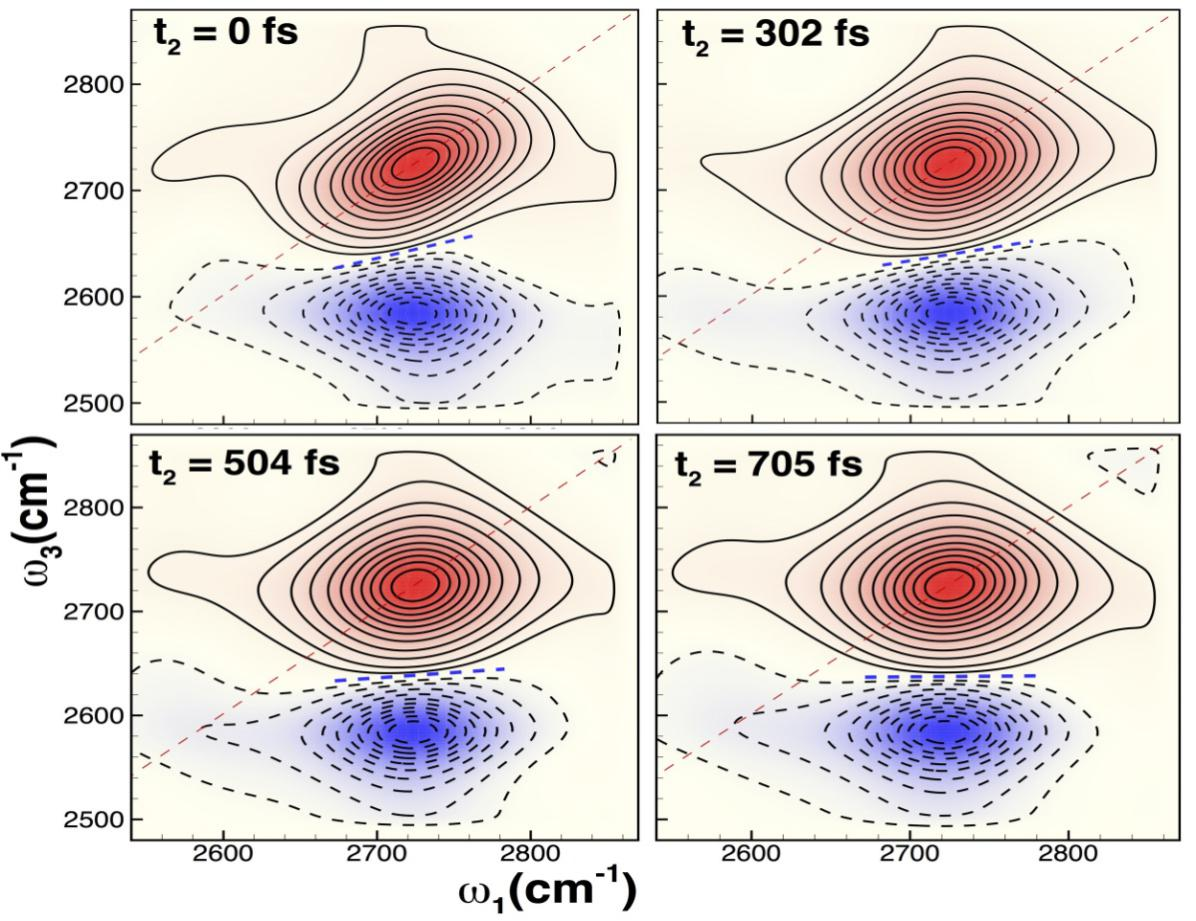 t2 = 0 fs
t2 = 302 fs
2800
2700
2600
2500
t2 = 504 fs
t2 = 705 fs
2800
2700
2600
2500
2600 2700 2800 2600 2700 2800
ω3(cm-1)
ω1(cm-1)